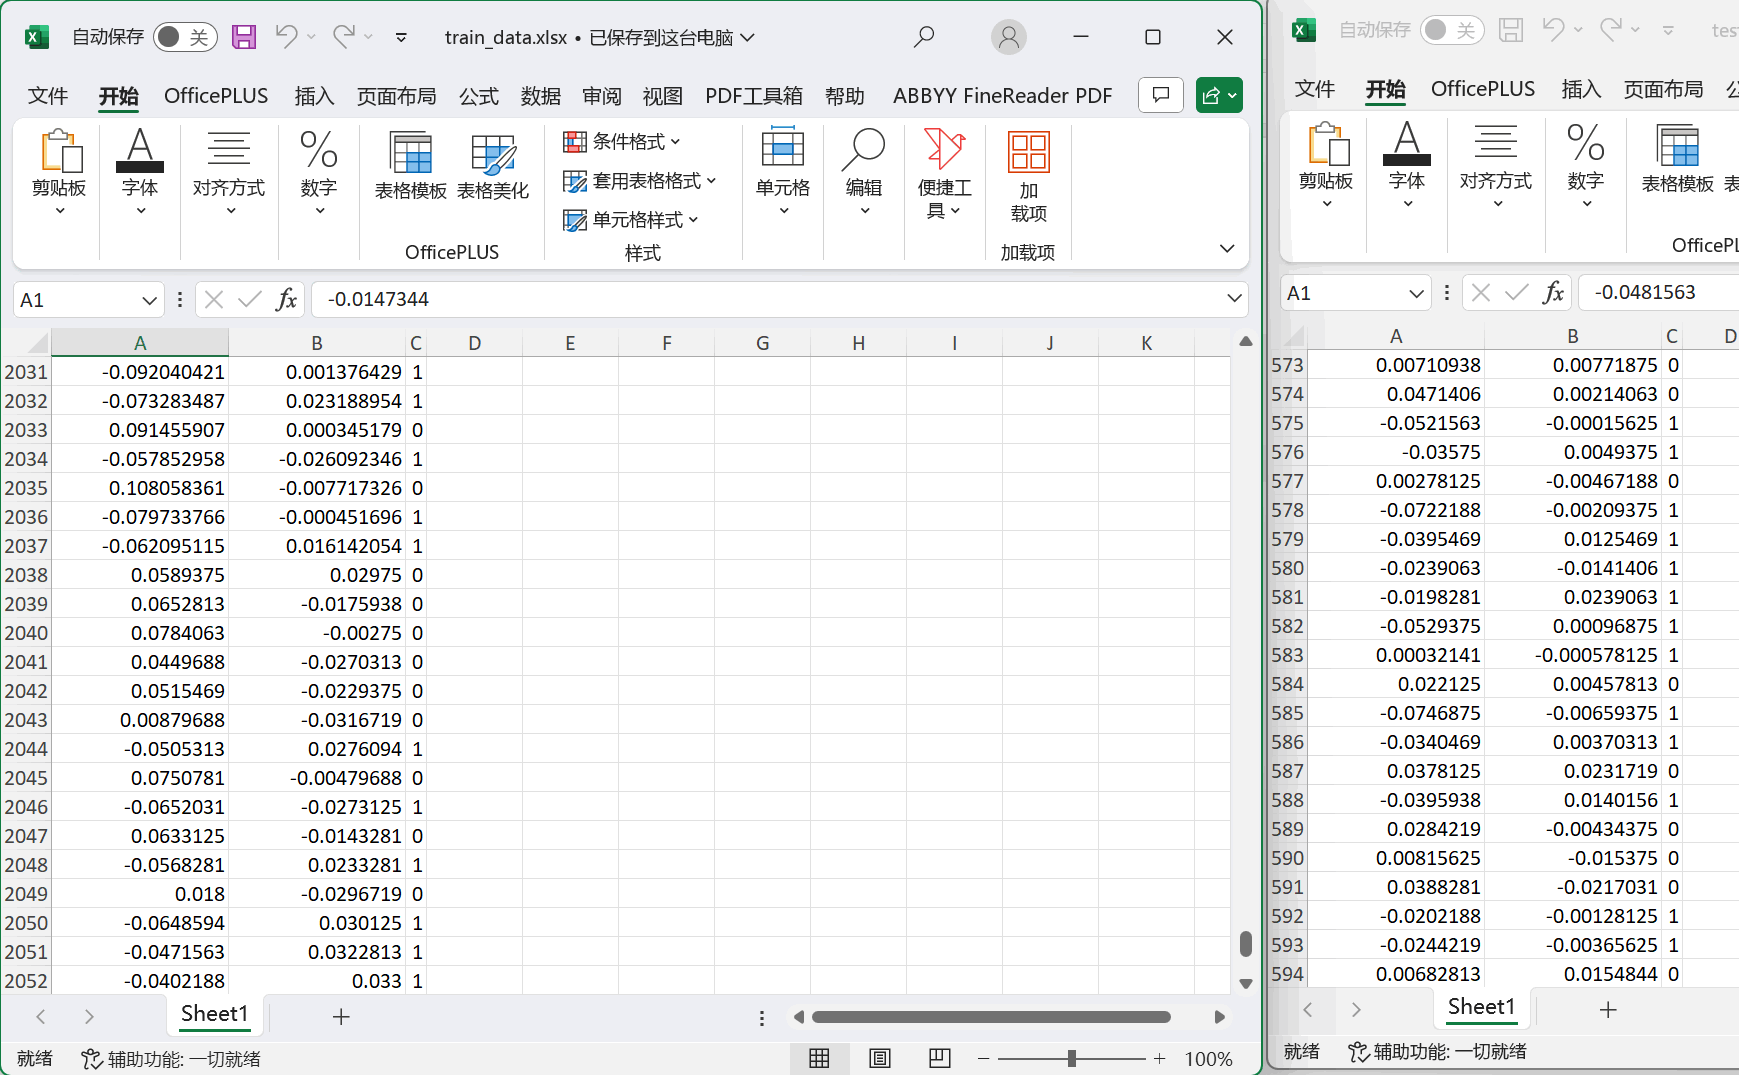 自动保存 关 train_data.xlsx • 已保存到这台电脑
文件 开始 OfficePLUS 插入 页面布局 公式 数据 审阅 视图 PDF工具箱 帮助 ABBYY FineReader PDF
剪贴板 字体 对齐方式 数字 表格模板 表格美化 条件格式 套用表格格式 单元格样式 单元格 编辑 便捷工具 加载项
OfficePLUS 样式 加载项
A1 fx -0.0147344
A B C D E F G H I J K
2031 -0.092040421 0.001376429 1
2032 -0.073283487 0.023188954 1
2033 0.091455907 0.000345179 0
2034 -0.057852958 -0.026092346 1
2035 0.108058361 -0.007717326 0
2036 -0.079733766 -0.000451696 1
2037 -0.062095115 0.016142054 1
2038 0.0589375 0.02975 0
2039 0.0652813 -0.0175938 0
2040 0.0784063 -0.00275 0
2041 0.0449688 -0.0270313 0
2042 0.0515469 -0.0229375 0
2043 0.00879688 -0.0316719 0
2044 -0.0505313 0.0276094 1
2045 0.0750781 -0.00479688 0
2046 -0.0652031 -0.0273125 1
2047 0.0633125 -0.0143281 0
2048 -0.0568281 0.0233281 1
2049 0.018 -0.0296719 0
2050 -0.0648594 0.030125 1
2051 -0.0471563 0.0322813 1
2052 -0.0402188 0.033 1
Sheet1
就绪 辅助功能: 一切就绪 100%
自动保存 关
文件 开始 OfficePLUS 插入 页面布局
剪贴板 字体 对齐方式 数字 表格模板
A1 fx -0.0481563
A B C D
573 0.00710938 0.00771875 0
574 0.0471406 0.00214063 0
575 -0.0521563 -0.00015625 1
576 -0.03575 0.0049375 1
577 0.00278125 -0.00467188 0
578 -0.0722188 -0.00209375 1
579 -0.0395469 0.0125469 1
580 -0.0239063 -0.0141406 1
581 -0.0198281 0.0239063 1
582 -0.0529375 0.00096875 1
583 0.00032141 -0.000578125 1
584 0.022125 0.00457813 0
585 -0.0746875 -0.00659375 1
586 -0.0340469 0.00370313 1
587 0.0378125 0.0231719 0
588 -0.0395938 0.0140156 1
589 0.0284219 -0.00434375 0
590 0.00815625 -0.015375 0
591 0.0388281 -0.0217031 0
592 -0.0202188 -0.00128125 1
593 -0.0244219 -0.00365625 1
594 0.00682813 0.0154844 0
Sheet1
就绪 辅助功能: 一切就绪